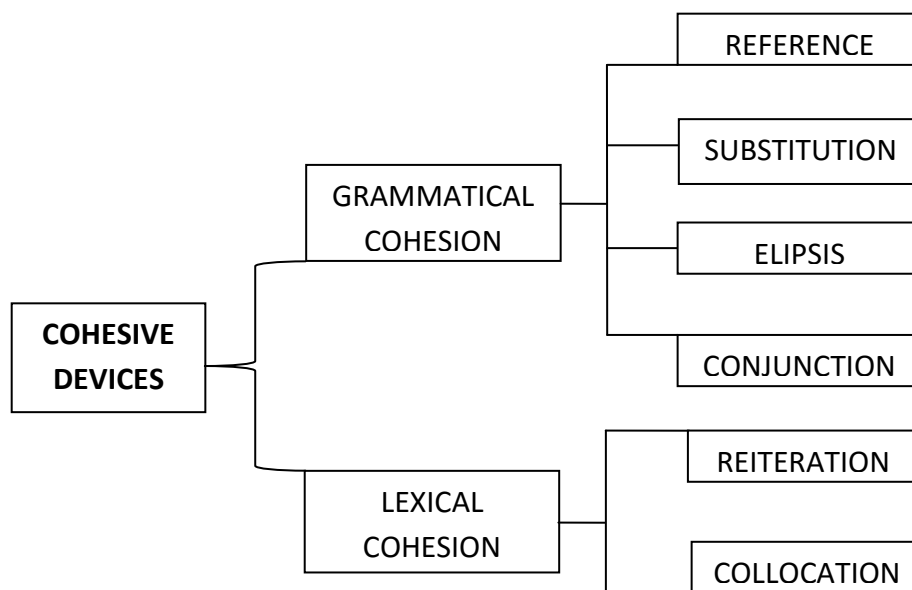 REFERENCE
SUBSTITUTION
GRAMMATICAL
COHESION
ELIPSIS
COHESIVE
DEVICES
CONJUNCTION
REITERATION
LEXICAL
COHESION
COLLOCATION